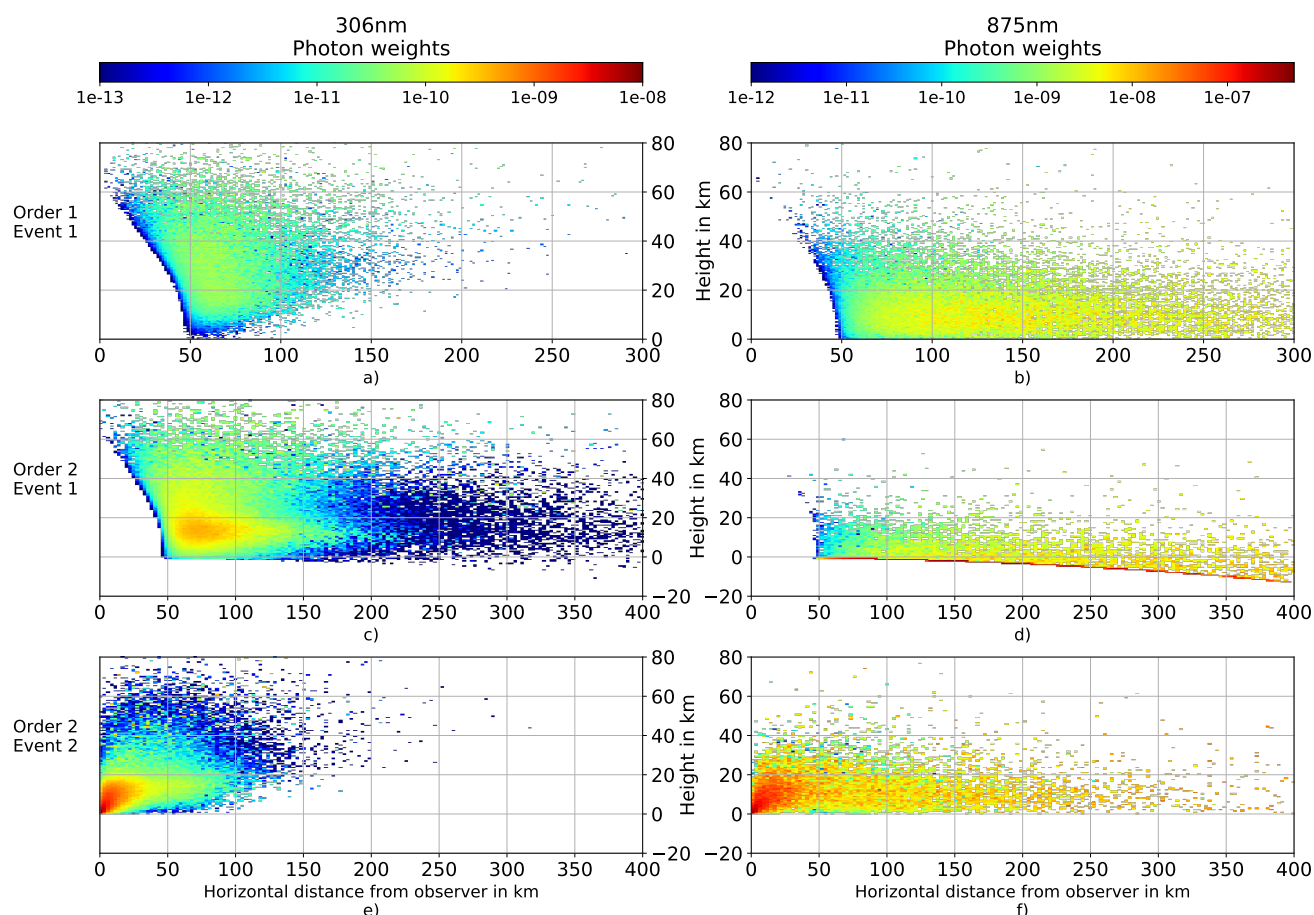 306nm
Photon weights
1e-13 1e-12 1e-11 1e-10 1e-09 1e-08
875nm
Photon weights
1e-12 1e-11 1e-10 1e-09 1e-08 1e-07
Order 1
Event 1
80
60
40
20
0
0 50 100 150 200 250 300
a)
Height in km
80
60
40
20
0
0 50 100 150 200 250 300
b)
Order 2
Event 1
80
60
40
20
0
−20
0 50 100 150 200 250 300 350 400
c)
Height in km
80
60
40
20
0
−20
0 50 100 150 200 250 300 350 400
d)
Order 2
Event 2
80
60
40
20
0
−20
0 50 100 150 200 250 300 350 400
Horizontal distance from observer in km
e)
Height in km
80
60
40
20
0
−20
0 50 100 150 200 250 300 350 400
Horizontal distance from observer in km
f)